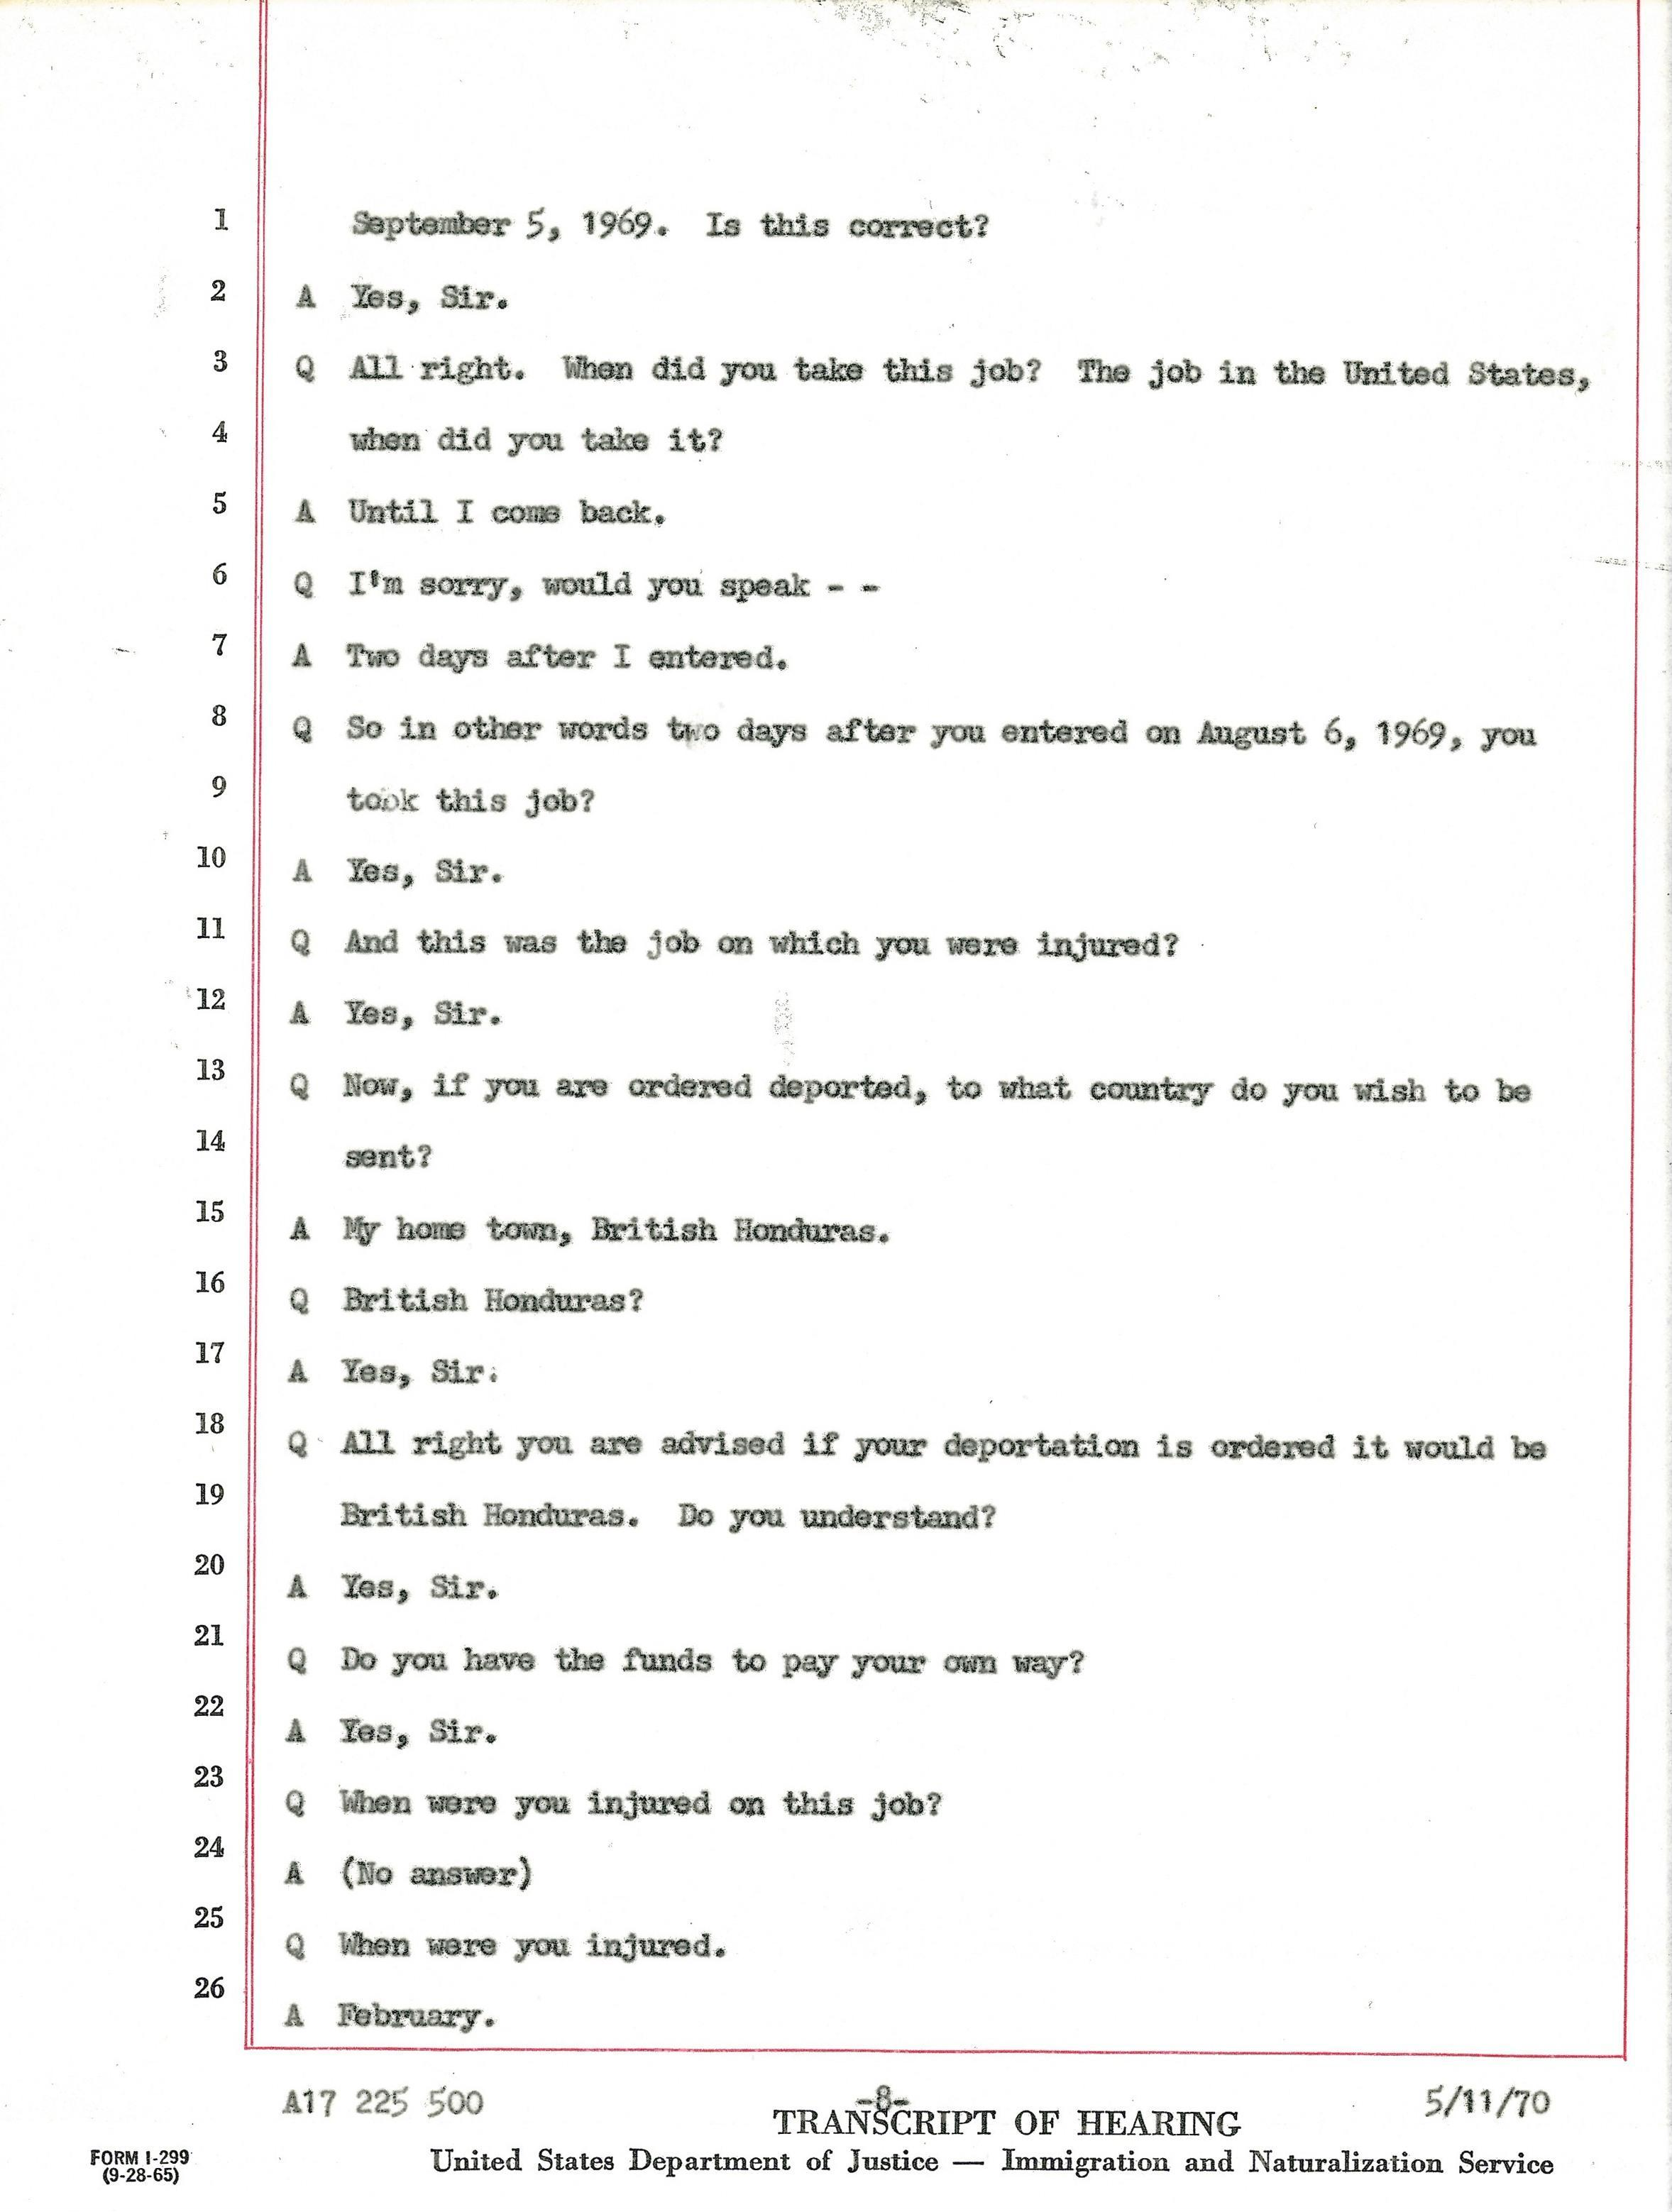 1 September 5, 1969. Is this correct?
2 A Yes, Sir.
3 Q All right. When did you take this job? The job in the United States,
4 when did you take it?
5 A Until I come back.
6 Q I'm sorry, would you speak - -
7 A Two days after I entered.
8 Q So in other words two days after you entered on August 6, 1969, you
9 took this job?
10 A Yes, Sir.
11 Q And this was the job on which you were injured?
12 A Yes, Sir.
13 Q Now, if you are ordered deported, to what country do you wish to be
14 sent?
15 A My home town, British Honduras.
16 Q British Honduras?
17 A Yes, Sir.
18 Q All right you are advised if your deportation is ordered it would be
19 British Honduras. Do you understand?
20 A Yes, Sir.
21 Q Do you have the funds to pay your own way?
22 A Yes, Sir.
23 Q When were you injured on this job?
24 A (No answer)
25 Q When were you injured.
26 A February.
A17 225 500 -8- 5/11/70
TRANSCRIPT OF HEARING
FORM I-299 United States Department of Justice — Immigration and Naturalization Service
(9-28-65)